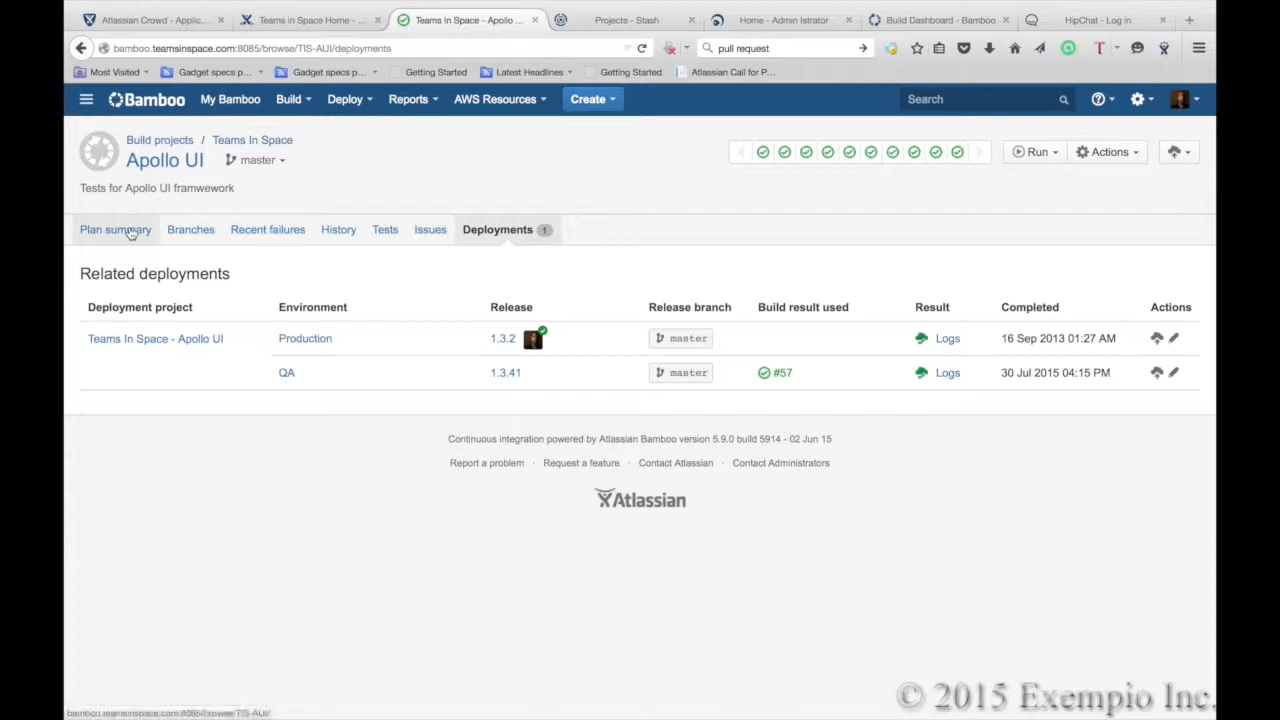 Atlassian Crowd - Applic...
Teams in Space Home - ...
Teams In Space - Apollo ...
Projects - Stash
Home - Admin Istrator
Build Dashboard - Bamboo
HipChat - Log in
bamboo.teamsinspace.com:8085/browse/TIS-AUI/deployments
pull request
Most Visited
Gadget specs p...
Gadget specs p...
Getting Started
Latest Headlines
Getting Started
Atlassian Call for P...
Bamboo
My Bamboo
Build
Deploy
Reports
AWS Resources
Create
Search
Build projects / Teams In Space
Apollo UI
master
Run
Actions
Tests for Apollo UI framwework
Plan summary
Branches
Recent failures
History
Tests
Issues
Deployments 1
Related deployments
Deployment project Environment Release Release branch Build result used Result Completed Actions
Teams In Space - Apollo UI Production 1.3.2 master Logs 16 Sep 2013 01:27 AM
QA 1.3.41 master #57 Logs 30 Jul 2015 04:15 PM
Continuous integration powered by Atlassian Bamboo version 5.9.0 build 5914 - 02 Jun 15
Report a problem · Request a feature · Contact Atlassian · Contact Administrators
Atlassian
© 2015 Exempio Inc.
bamboo.teamsinspace.com:8085/browse/TIS-AUI